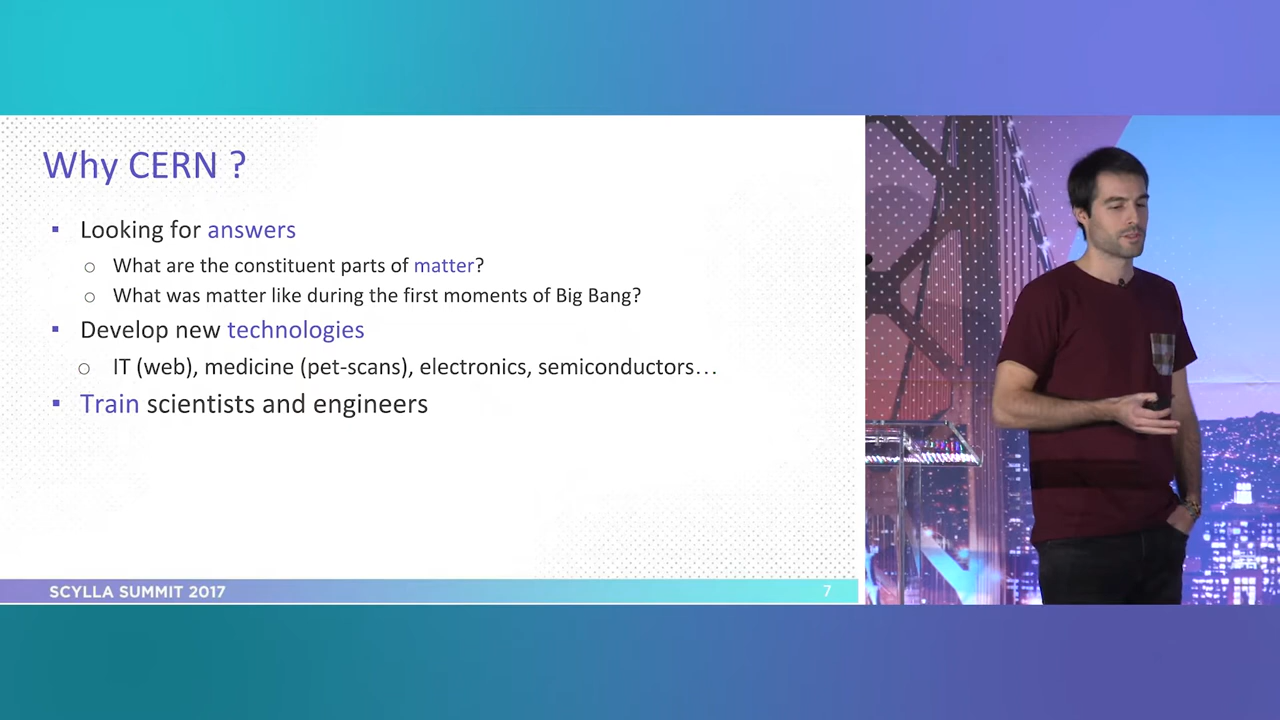 Why CERN ?
▪ Looking for answers
○ What are the constituent parts of matter?
○ What was matter like during the first moments of Big Bang?
▪ Develop new technologies
○ IT (web), medicine (pet-scans), electronics, semiconductors...
▪ Train scientists and engineers
SCYLLA SUMMIT 2017
7